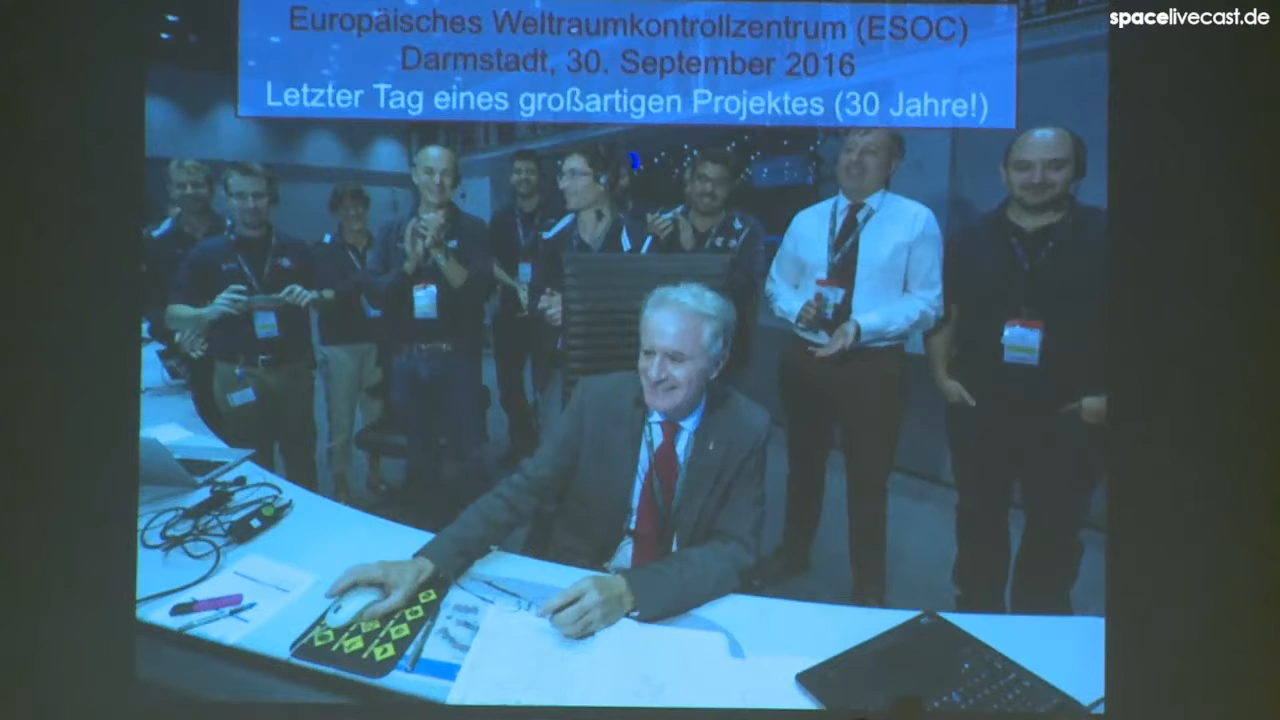 spacelivecast.de
Europäisches Weltraumkontrollzentrum (ESOC)
Darmstadt, 30. September 2016
Letzter Tag eines großartigen Projektes (30 Jahre!)